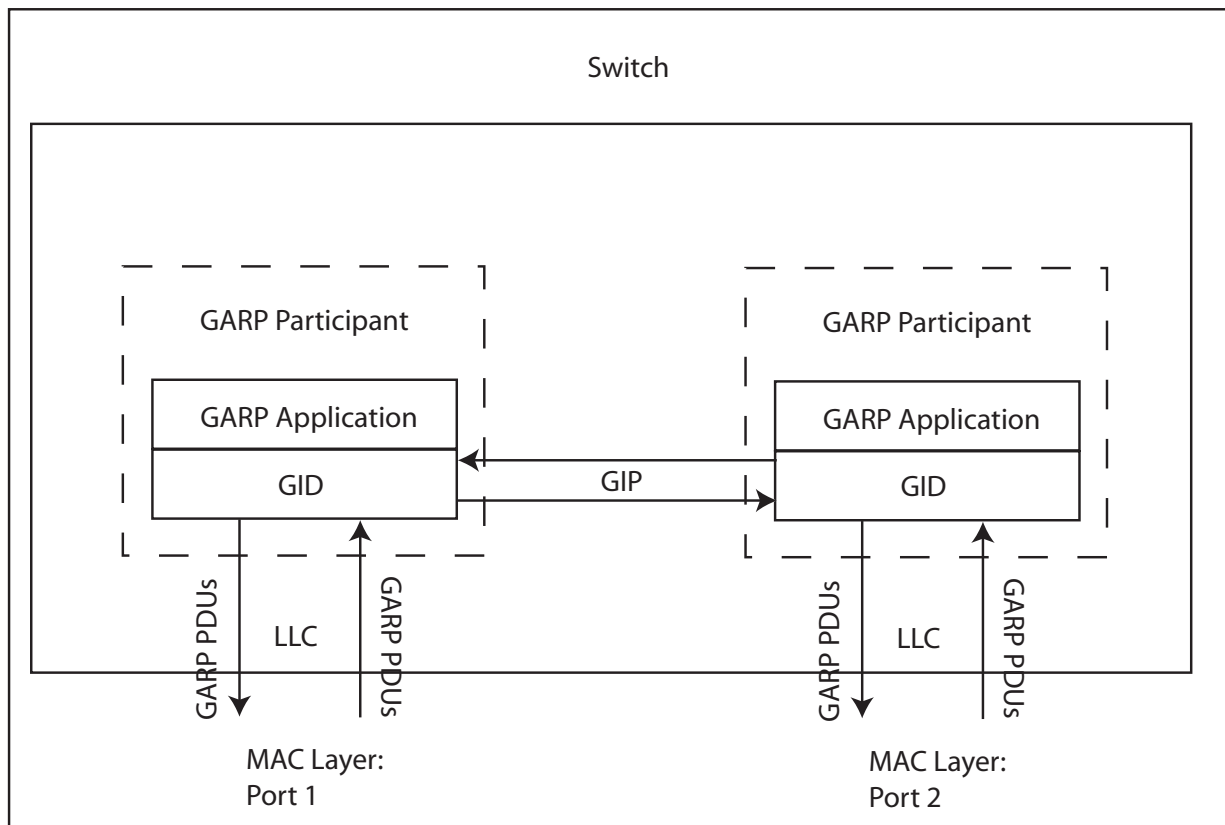 Switch
GARP Participant
GARP Participant
GARP Application
GARP Application
GID
GIP
GID
GARP PDUs
LLC
GARP PDUs
GARP PDUs
LLC
GARP PDUs
MAC Layer:
Port 1
MAC Layer:
Port 2